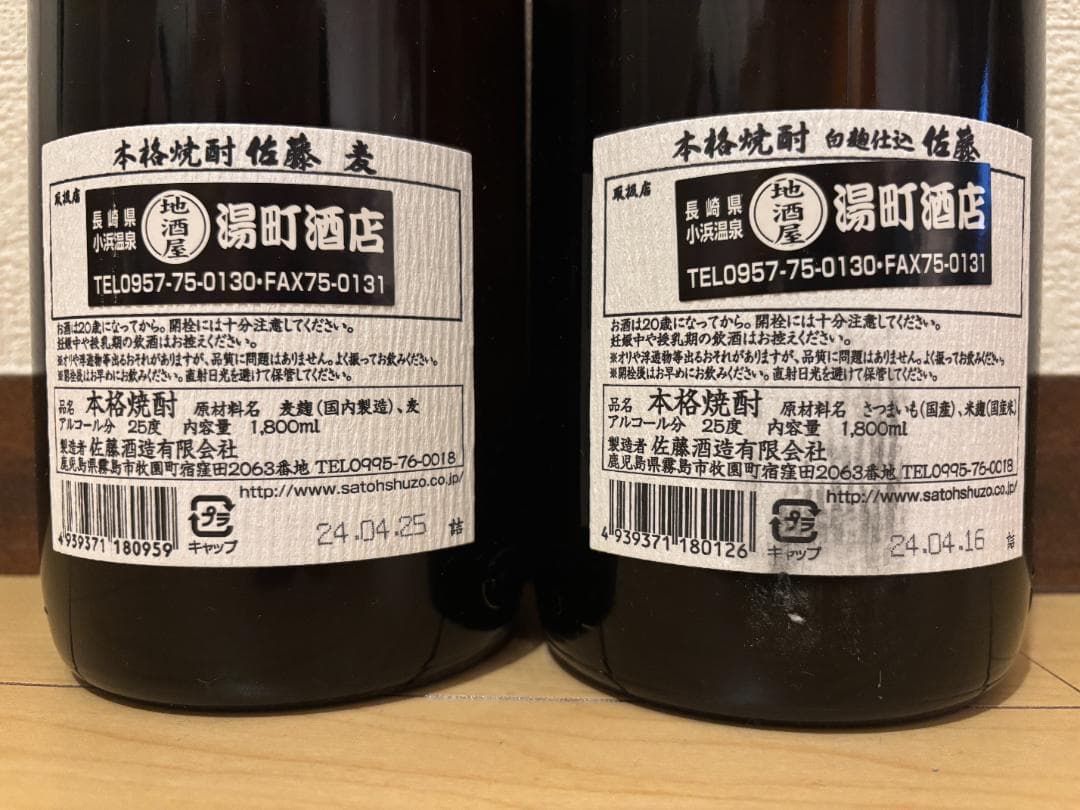 本格焼酎 佐藤 麦
取扱店
長崎県
小浜温泉
地酒屋
湯町酒店
TEL0957-75-0130・FAX75-0131
お酒は20歳になってから。開栓には十分注意してください。
妊娠中や授乳期の飲酒はお控えください。
※オリや浮遊物等出るおそれがありますが、品質に問題はありません。よく振ってお飲みください。
※開栓後はお早めにお飲みください。直射日光を避けて保管してください。
品名 本格焼酎 原材料名 麦麹(国内製造)、麦
アルコール分 25度 内容量 1,800ml
製造者 佐藤酒造有限会社
鹿児島県霧島市牧園町宿窪田2063番地 TEL0995-76-0018
http://www.satohshuzo.co.jp/
4939371 180959
プラ
キャップ
24.04.25 詰
本格焼酎 白麹仕込 佐藤
取扱店
長崎県
小浜温泉
地酒屋
湯町酒店
TEL0957-75-0130・FAX75-0131
お酒は20歳になってから。開栓には十分注意してください。
妊娠中や授乳期の飲酒はお控えください。
※オリや浮遊物等出るおそれがありますが、品質に問題はありません。よく振ってお飲みください。
※開栓後はお早めにお飲みください。直射日光を避けて保管してください。
品名 本格焼酎 原材料名 さつまいも(国産)、米麹(国産米)
アルコール分 25度 内容量 1,800ml
製造者 佐藤酒造有限会社
鹿児島県霧島市牧園町宿窪田2063番地 TEL0995-76-0018
http://www.satohshuzo.co.jp/
4939371 180126
プラ
キャップ
24.04.16 詰